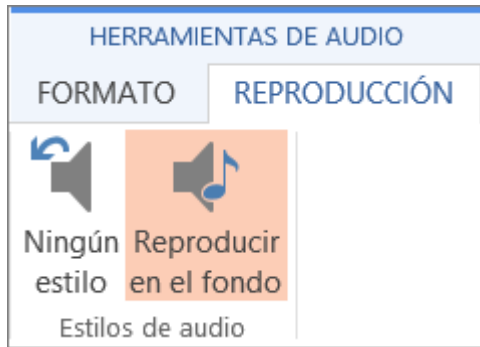 HERRAMIENTAS DE AUDIO
FORMATO REPRODUCCIÓN
Ningún Reproducir
estilo en el fondo
Estilos de audio